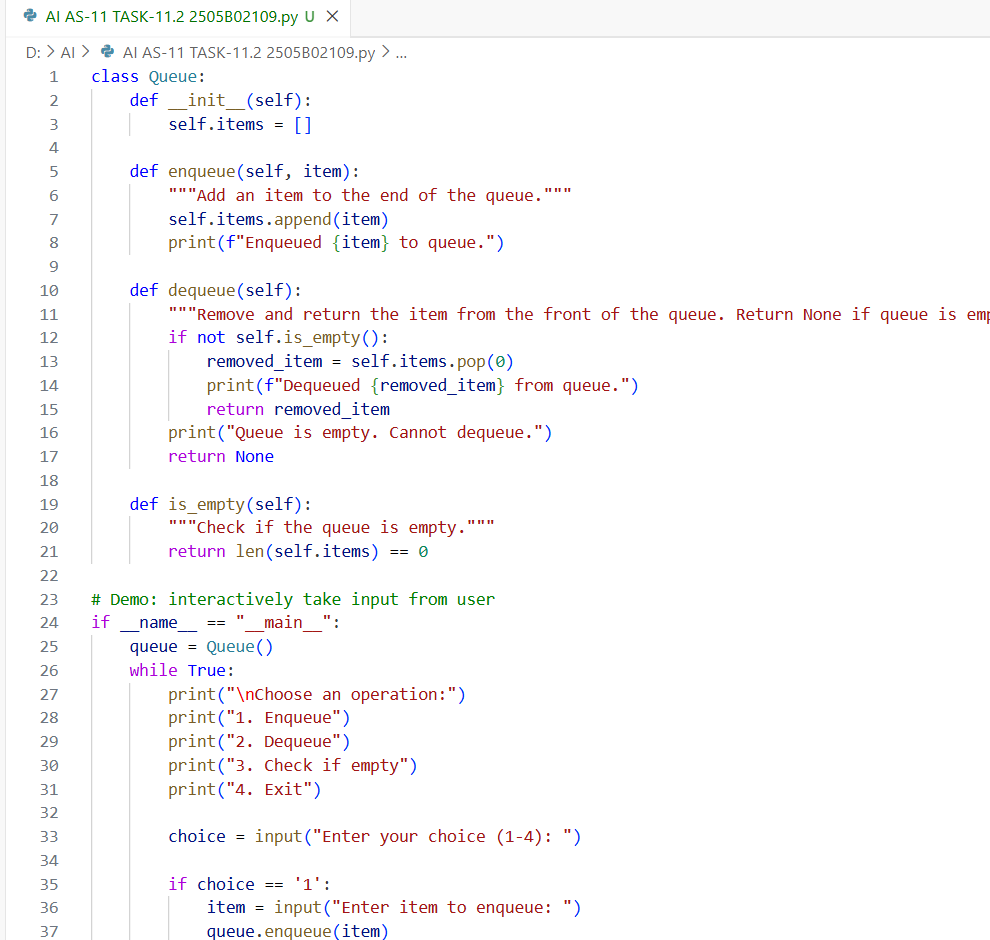 AI AS-11 TASK-11.2 2505B02109.py U
D: > AI > AI AS-11 TASK-11.2 2505B02109.py > ...
1 class Queue:
2     def __init__(self):
3         self.items = []
4
5     def enqueue(self, item):
6         """Add an item to the end of the queue."""
7         self.items.append(item)
8         print(f"Enqueued {item} to queue.")
9
10     def dequeue(self):
11         """Remove and return the item from the front of the queue. Return None if queue is
12         if not self.is_empty():
13             removed_item = self.items.pop(0)
14             print(f"Dequeued {removed_item} from queue.")
15             return removed_item
16         print("Queue is empty. Cannot dequeue.")
17         return None
18
19     def is_empty(self):
20         """Check if the queue is empty."""
21         return len(self.items) == 0
22
23 # Demo: interactively take input from user
24 if __name__ == "__main__":
25     queue = Queue()
26     while True:
27         print("\nChoose an operation:")
28         print("1. Enqueue")
29         print("2. Dequeue")
30         print("3. Check if empty")
31         print("4. Exit")
32
33         choice = input("Enter your choice (1-4): ")
34
35         if choice == '1':
36             item = input("Enter item to enqueue: ")
37             queue.enqueue(item)